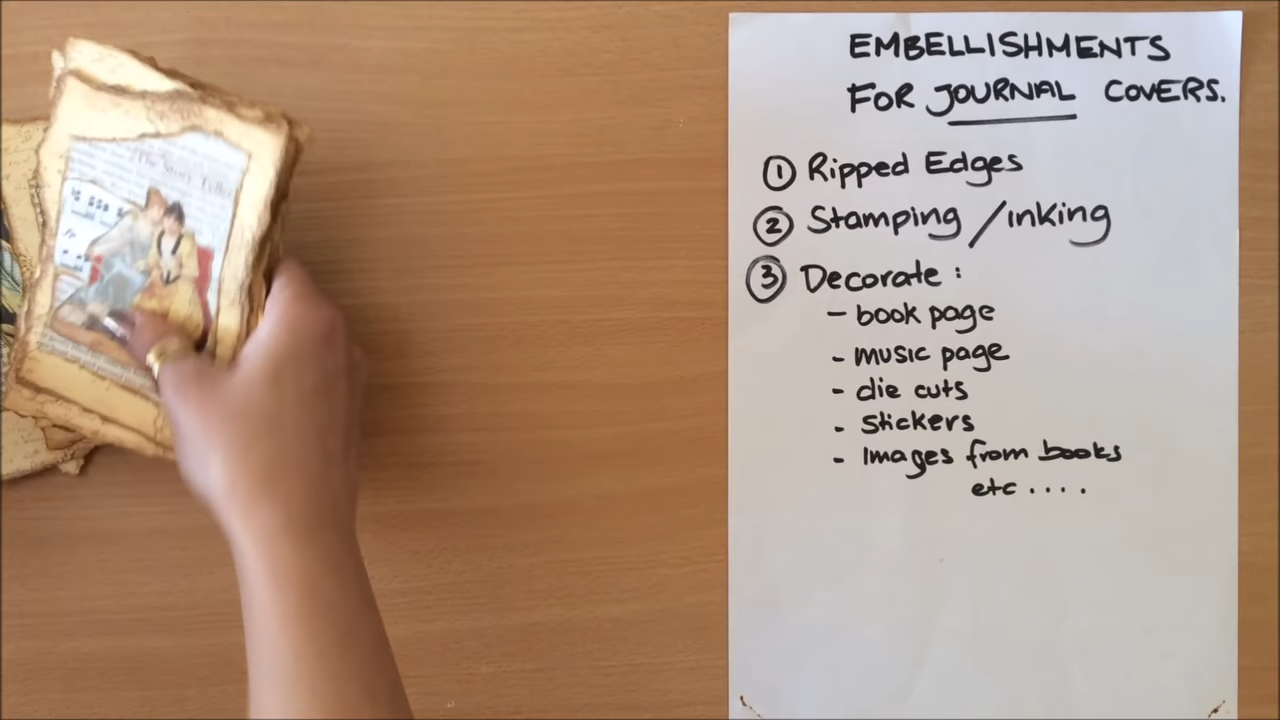 The Story Teller
EMBELLISHMENTS
FOR JOURNAL COVERS.
1 Ripped Edges
2 Stamping / inking
3 Decorate :
- book page
- music page
- die cuts
- stickers
- Images from books
etc ....